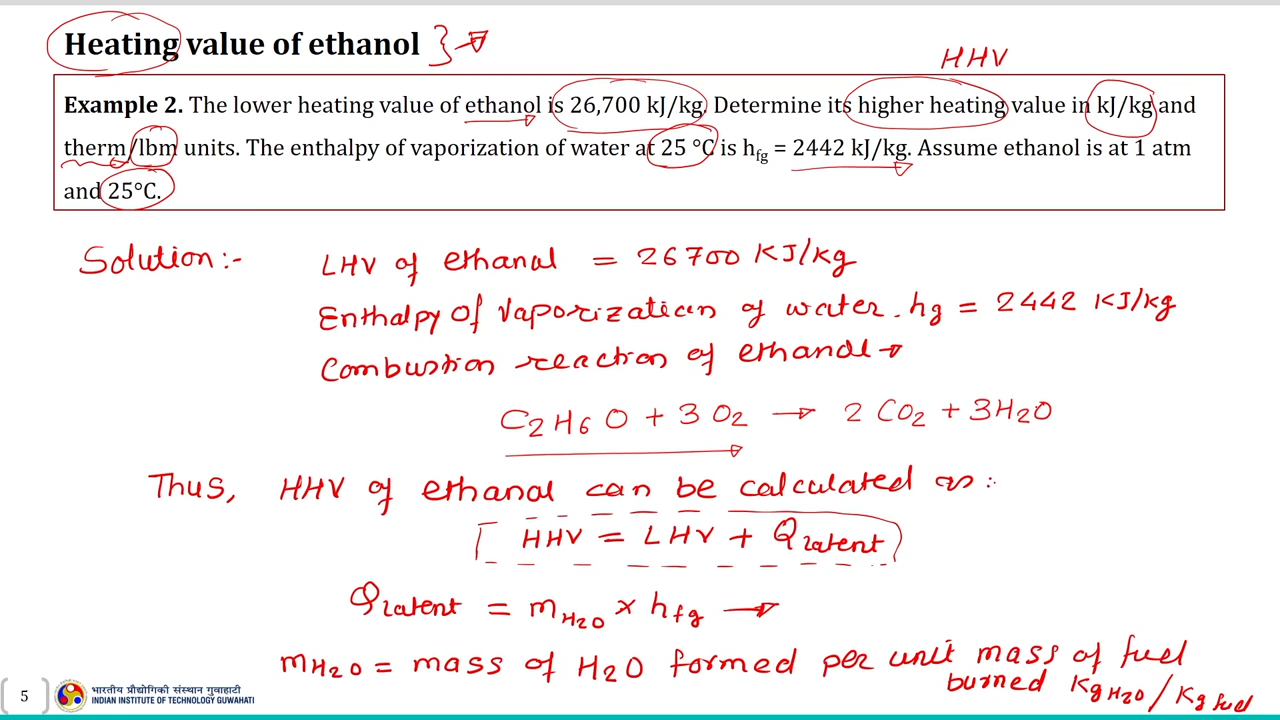 Heating value of ethanol
HHV
Example 2. The lower heating value of ethanol is 26,700 kJ/kg. Determine its higher heating value in kJ/kg and
therm/lbm units. The enthalpy of vaporization of water at 25 °C is hfg = 2442 kJ/kg. Assume ethanol is at 1 atm
and 25°C.
Solution:- LHV of ethanol = 26700 KJ/kg
Enthalpy of vaporization of water. hg = 2442 KJ/kg
Combustion reaction of ethanol →
C2H6O + 3O2 → 2CO2 + 3H2O
Thus, HHV of ethanol can be calculated as :
HHV = LHV + Qlatent
Qlatent = mH2O × hfg →
mH2O = mass of H2O formed per unit mass of fuel
burned KgH2O / Kg fuel
5
भारतीय प्रौद्योगिकी संस्थान गुवाहाटी
INDIAN INSTITUTE OF TECHNOLOGY GUWAHATI